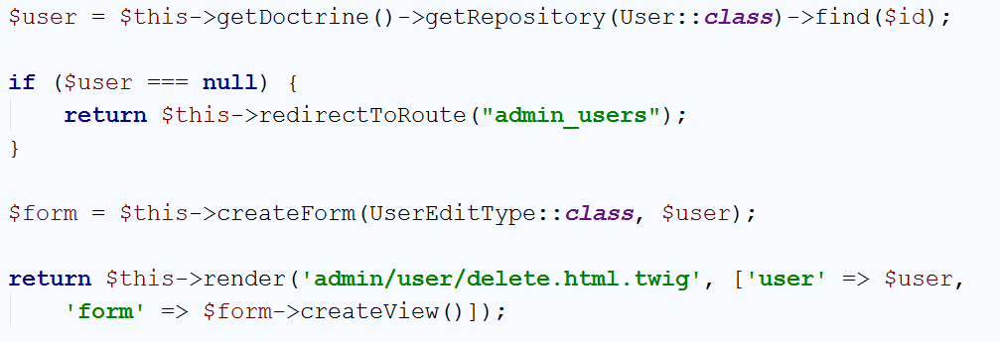 $user = $this->getDoctrine()->getRepository(User::class)->find($id);
if ($user === null) {
    return $this->redirectToRoute("admin_users");
}
$form = $this->createForm(UserEditType::class, $user);
return $this->render('admin/user/delete.html.twig', ['user' => $user,
    'form' => $form->createView()]);